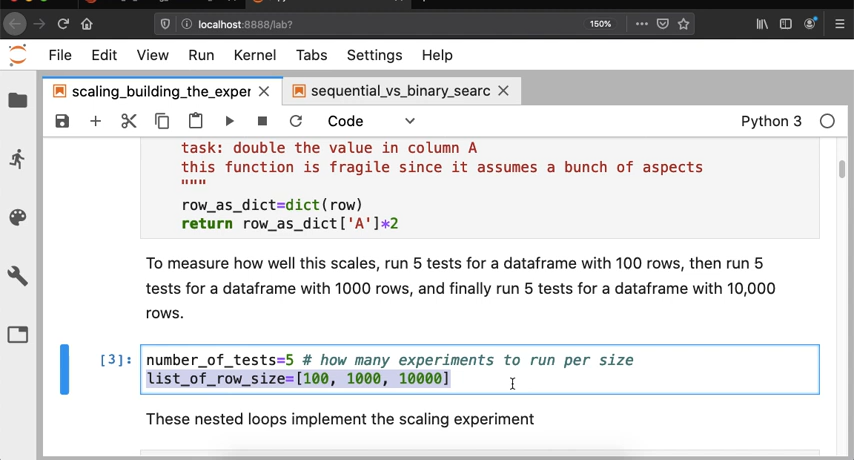 localhost:8888/lab?
150%
File Edit View Run Kernel Tabs Settings Help
scaling_building_the_exper
sequential_vs_binary_searc
Code
Python 3
task: double the value in column A
this function is fragile since it assumes a bunch of aspects
"""
row_as_dict=dict(row)
return row_as_dict['A']*2
To measure how well this scales, run 5 tests for a dataframe with 100 rows, then run 5
tests for a dataframe with 1000 rows, and finally run 5 tests for a dataframe with 10,000
rows.
[3]: number_of_tests=5 # how many experiments to run per size
list_of_row_size=[100, 1000, 10000]
These nested loops implement the scaling experiment